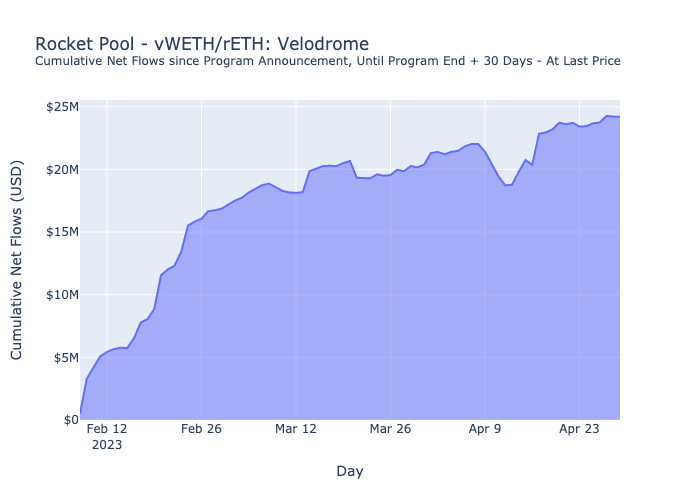 Rocket Pool - vWETH/rETH: Velodrome
Cumulative Net Flows since Program Announcement, Until Program End + 30 Days - At Last Price
Cumulative Net Flows (USD)
$25M
$20M
$15M
$10M
$5M
$0
Feb 12
2023
Feb 26
Mar 12
Mar 26
Apr 9
Apr 23
Day